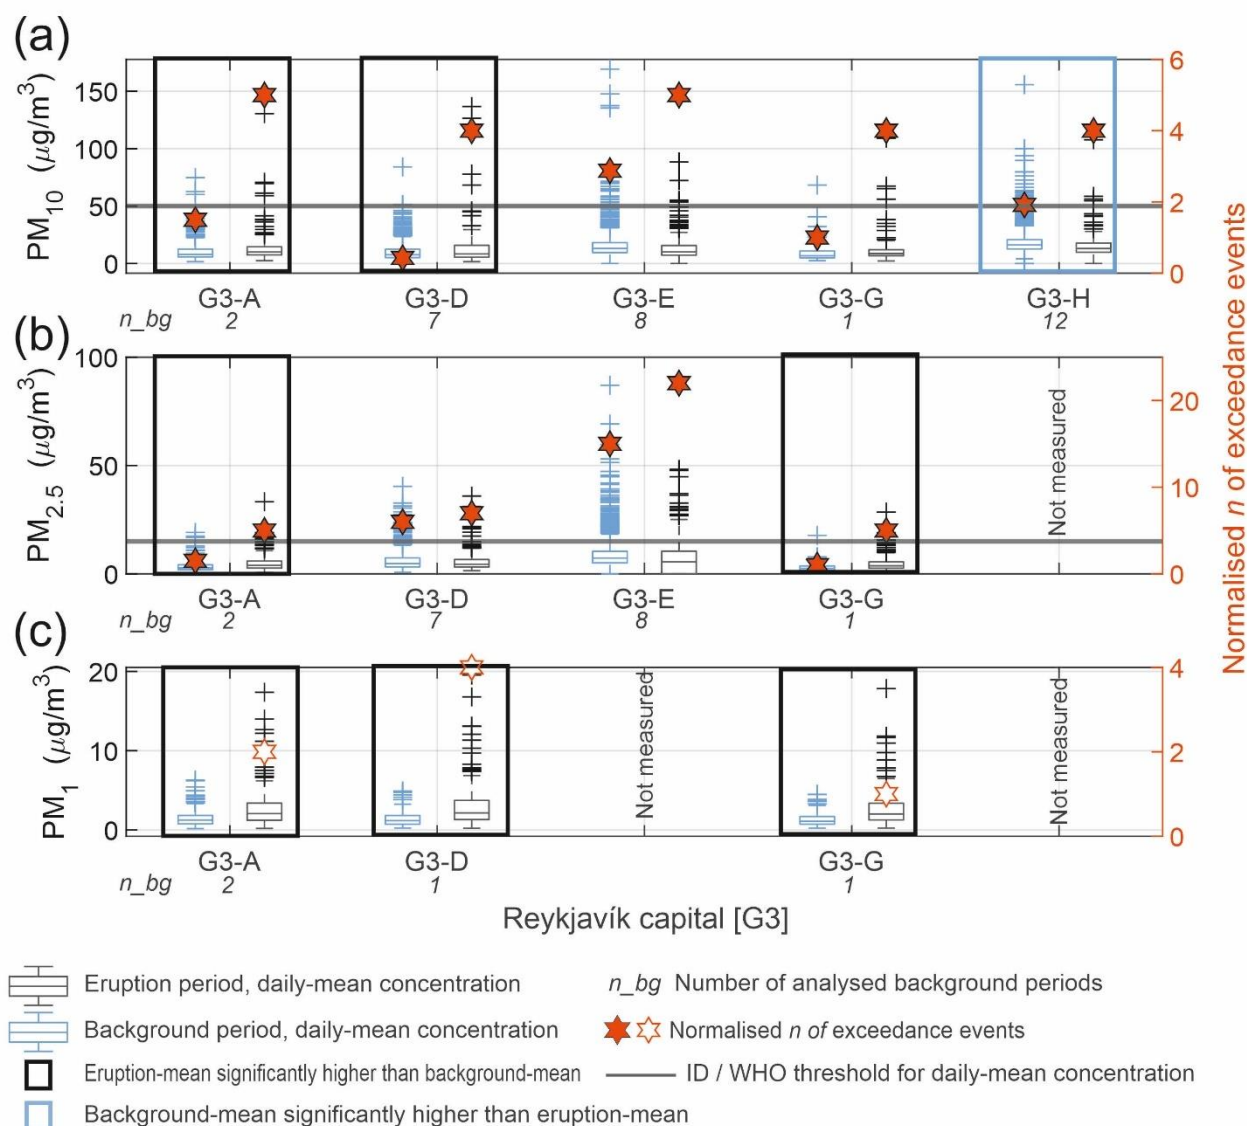 (a)
PM10 (μg/m3)
150
100
50
0
6
4
2
0
G3-A G3-D G3-E G3-G G3-H
n_bg 2 7 8 1 12
(b)
PM2.5 (μg/m3)
100
50
0
Not measured
20
10
0
Normalised n of exceedance events
G3-A G3-D G3-E G3-G
n_bg 2 7 8 1
(c)
PM1 (μg/m3)
20
10
0
Not measured
Not measured
4
2
0
G3-A G3-D G3-G
n_bg 2 1 1
Reykjavík capital [G3]
Eruption period, daily-mean concentration
n_bg Number of analysed background periods
Background period, daily-mean concentration
Normalised n of exceedance events
Eruption-mean significantly higher than background-mean
ID / WHO threshold for daily-mean concentration
Background-mean significantly higher than eruption-mean